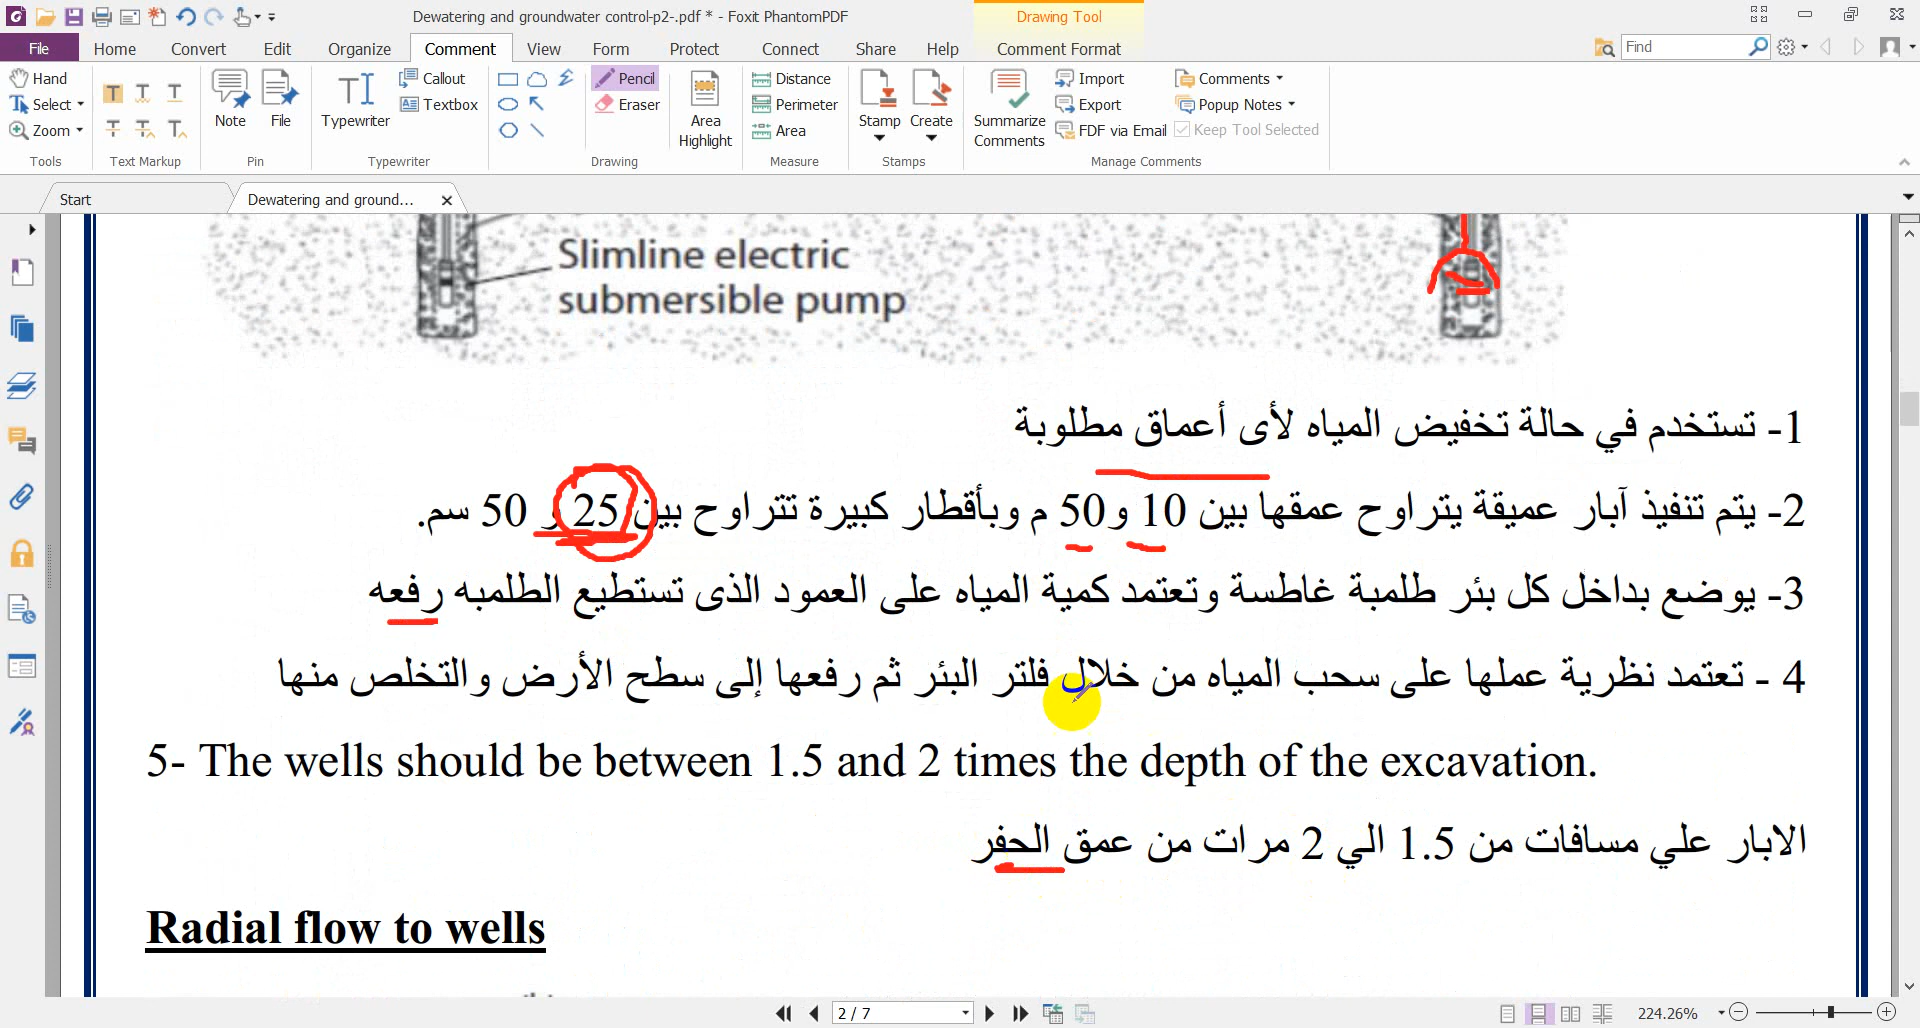 Dewatering and groundwater control-p2-.pdf * - Foxit PhantomPDF
Drawing Tool
File Home Convert Edit Organize Comment View Form Protect Connect Share Help Comment Format
Find
Hand
Select
Zoom
Tools
Text Markup
Note
File
Pin
Typewriter
Typewriter
Callout
Textbox
Pencil
Eraser
Drawing
Area
Highlight
Distance
Perimeter
Area
Measure
Stamp
Create
Stamps
Summarize
Comments
Import
Export
FDF via Email
Comments
Popup Notes
Keep Tool Selected
Manage Comments
Start
Dewatering and ground...
Slimline electric
submersible pump
1- تستخدم في حالة تخفيض المياه لأى أعماق مطلوبة
2- يتم تنفيذ آبار عميقة يتراوح عمقها بين 10 و50 م وبأقطار كبيرة تتراوح بين 25 و 50 سم.
3- يوضع بداخل كل بئر طلمبة غاطسة وتعتمد كمية المياه على العمود الذى تستطيع الطلمبه رفعه
4 - تعتمد نظرية عملها على سحب المياه من خلال فلتر البئر ثم رفعها إلى سطح الأرض والتخلص منها
5- The wells should be between 1.5 and 2 times the depth of the excavation.
الابار علي مسافات من 1.5 الي 2 مرات من عمق الحفر
Radial flow to wells
2 / 7
224.26%